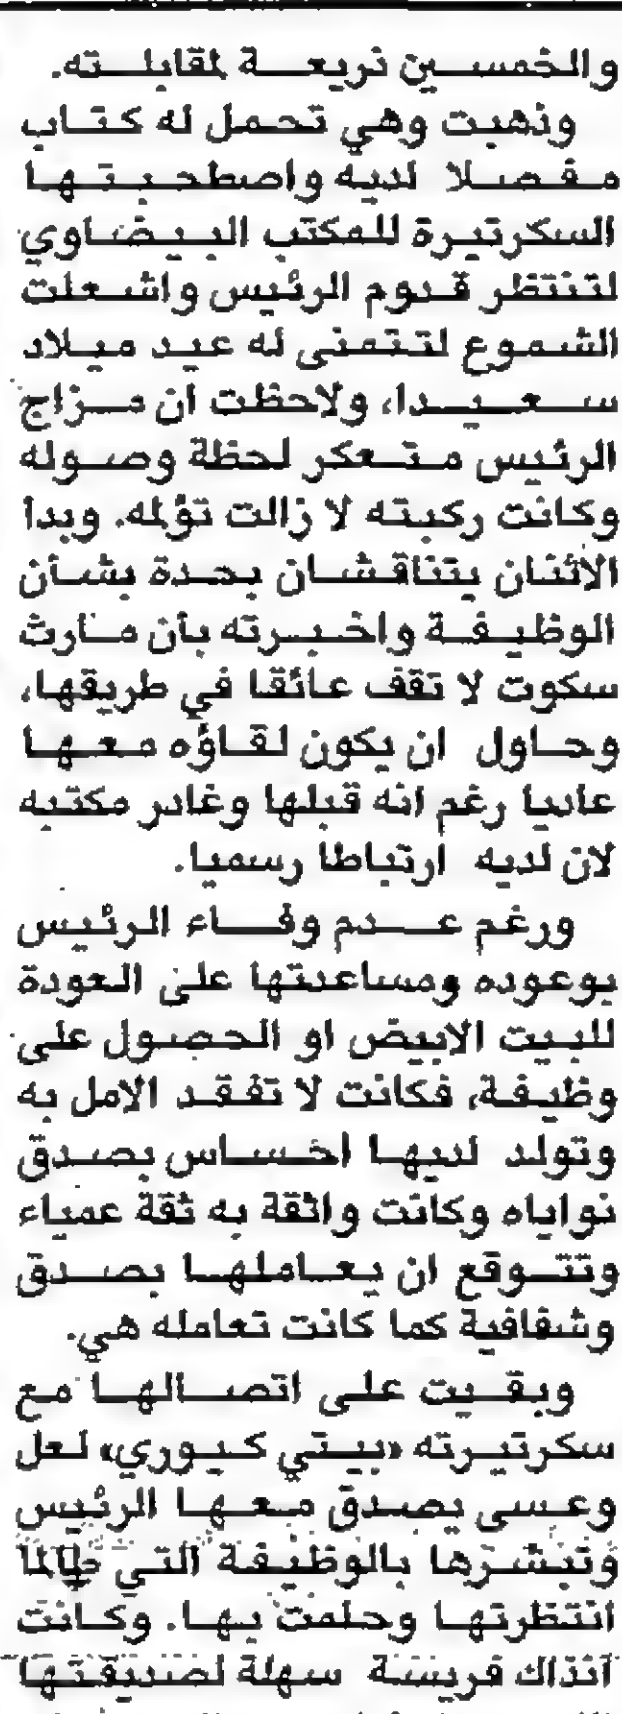 والخمسين ذريعة لمقابلته.
وذهبت وهي تحمل له كتاب
مفضلا لديه واصطحبتها
السكرتيرة للمكتب البيضاوي
لتنتظر قدوم الرئيس واشعلت
الشموع لتتمنى له عيد ميلاد
سعيدا، ولاحظت ان مزاج
الرئيس متعكر لحظة وصوله
وكانت ركبته لا زالت تؤلمه. وبدا
الاثنان يتناقشان بحدة بشأن
الوظيفة واخبرته بأن مارث
سكوت لا تقف عائقا في طريقها،
وحاول ان يكون لقاؤه معها
عاديا رغم انه قبلها وغادر مكتبه
لان لديه ارتباطا رسميا.
ورغم عدم وفاء الرئيس
بوعوده ومساعدتها على العودة
للبيت الابيض او الحصول على
وظيفة، فكانت لا تفقد الامل به
وتولد لديها احساس بصدق
نواياه وكانت واثقة به ثقة عمياء
وتتوقع ان يعاملها بصدق
وشفافية كما كانت تعامله هي.
وبقيت على اتصالها مع
سكرتيرته «بيتي كيوري» لعل
وعسى يصدق معها الرئيس
وتبشرها بالوظيفة التي طالما
انتظرتها وحلمت بها. وكانت
آنذاك فريسة سهلة لصديقتها